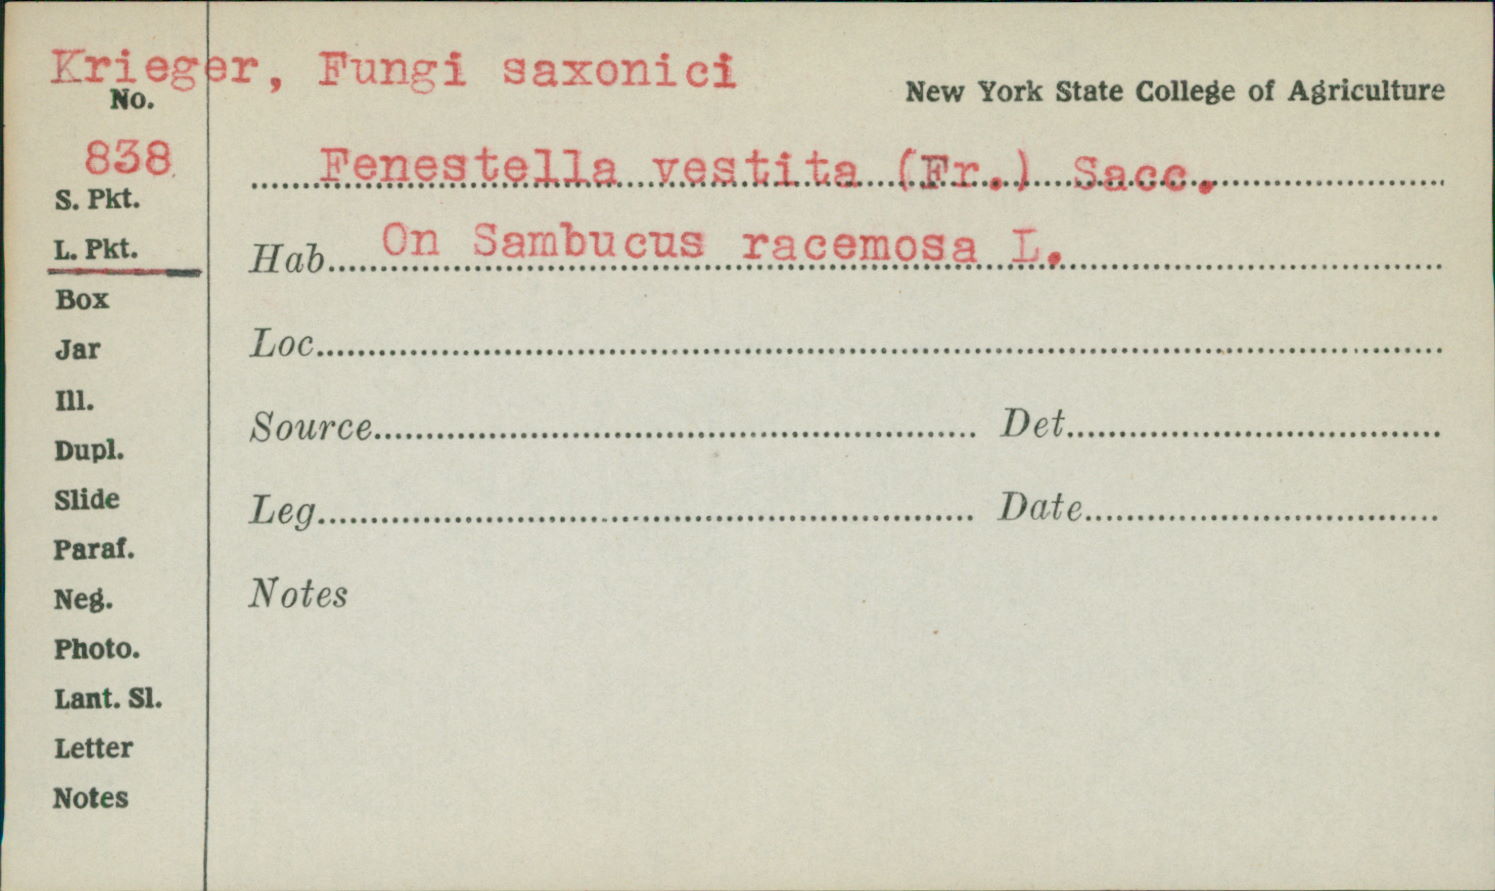 Krieger, Fungi saxonici
New York State College of Agriculture
No.
838
Fenestella vestita (Fr.) Sacc.
S. Pkt.
L. Pkt.
Hab. On Sambucus racemosa L.
Box
Jar
Loc.
Ill.
Source Det.
Dupl.
Slide
Leg. Date
Paraf.
Neg.
Notes
Photo.
Lant. Sl.
Letter
Notes